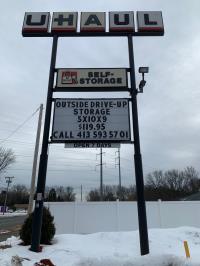 U-HAUL
SELF-STORAGE
OUTSIDE DRIVE-UP
STORAGE
5X10X9
$119.95
CALL 413 593 5701
OPEN 7 DAYS